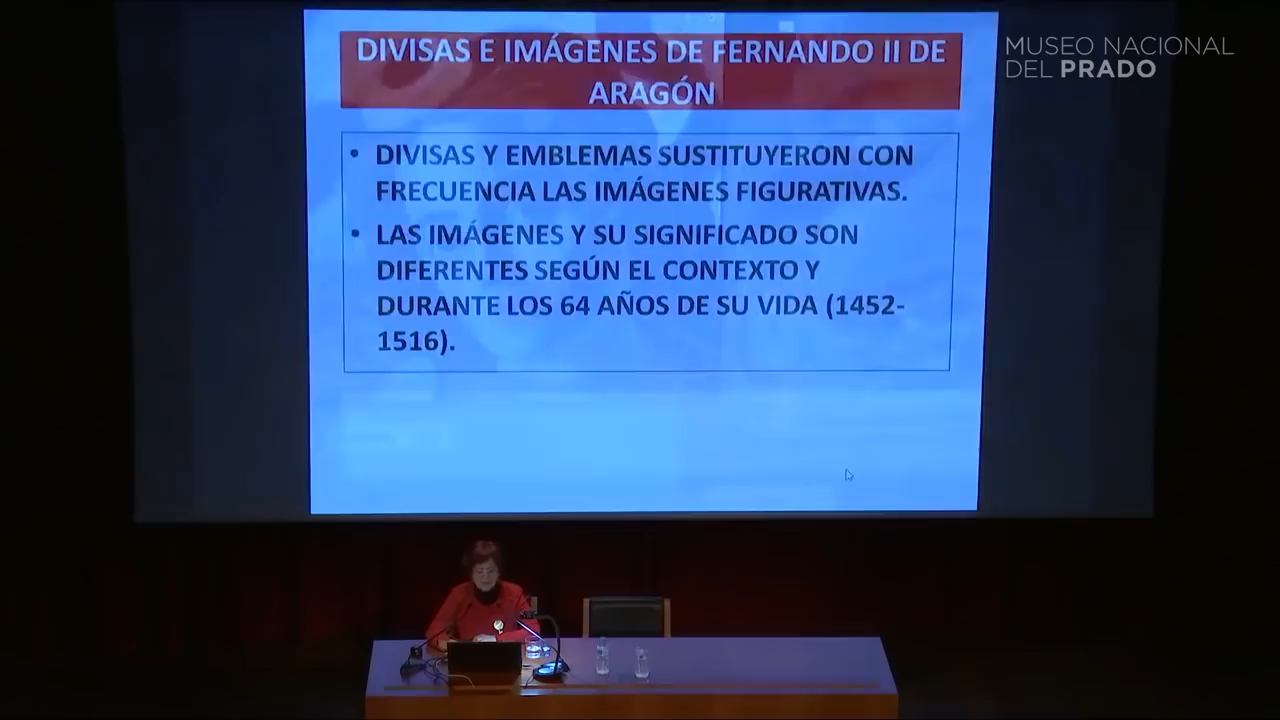 DIVISAS E IMÁGENES DE FERNANDO II DE
ARAGÓN
MUSEO NACIONAL
DEL PRADO
• DIVISAS Y EMBLEMAS SUSTITUYERON CON
FRECUENCIA LAS IMÁGENES FIGURATIVAS.
• LAS IMÁGENES Y SU SIGNIFICADO SON
DIFERENTES SEGÚN EL CONTEXTO Y
DURANTE LOS 64 AÑOS DE SU VIDA (1452-
1516).